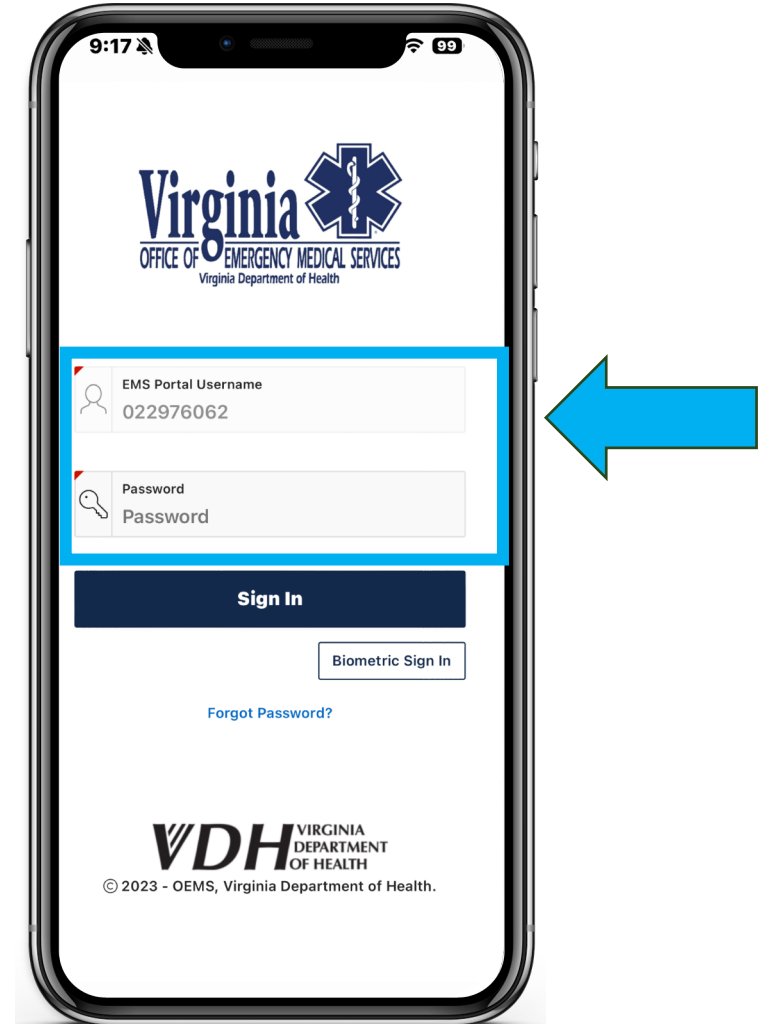 9:17
99
Virginia
OFFICE OF EMERGENCY MEDICAL SERVICES
Virginia Department of Health
EMS Portal Username
022976062
Password
Password
Sign In
Biometric Sign In
Forgot Password?
VDH VIRGINIA
DEPARTMENT
OF HEALTH
© 2023 - OEMS, Virginia Department of Health.